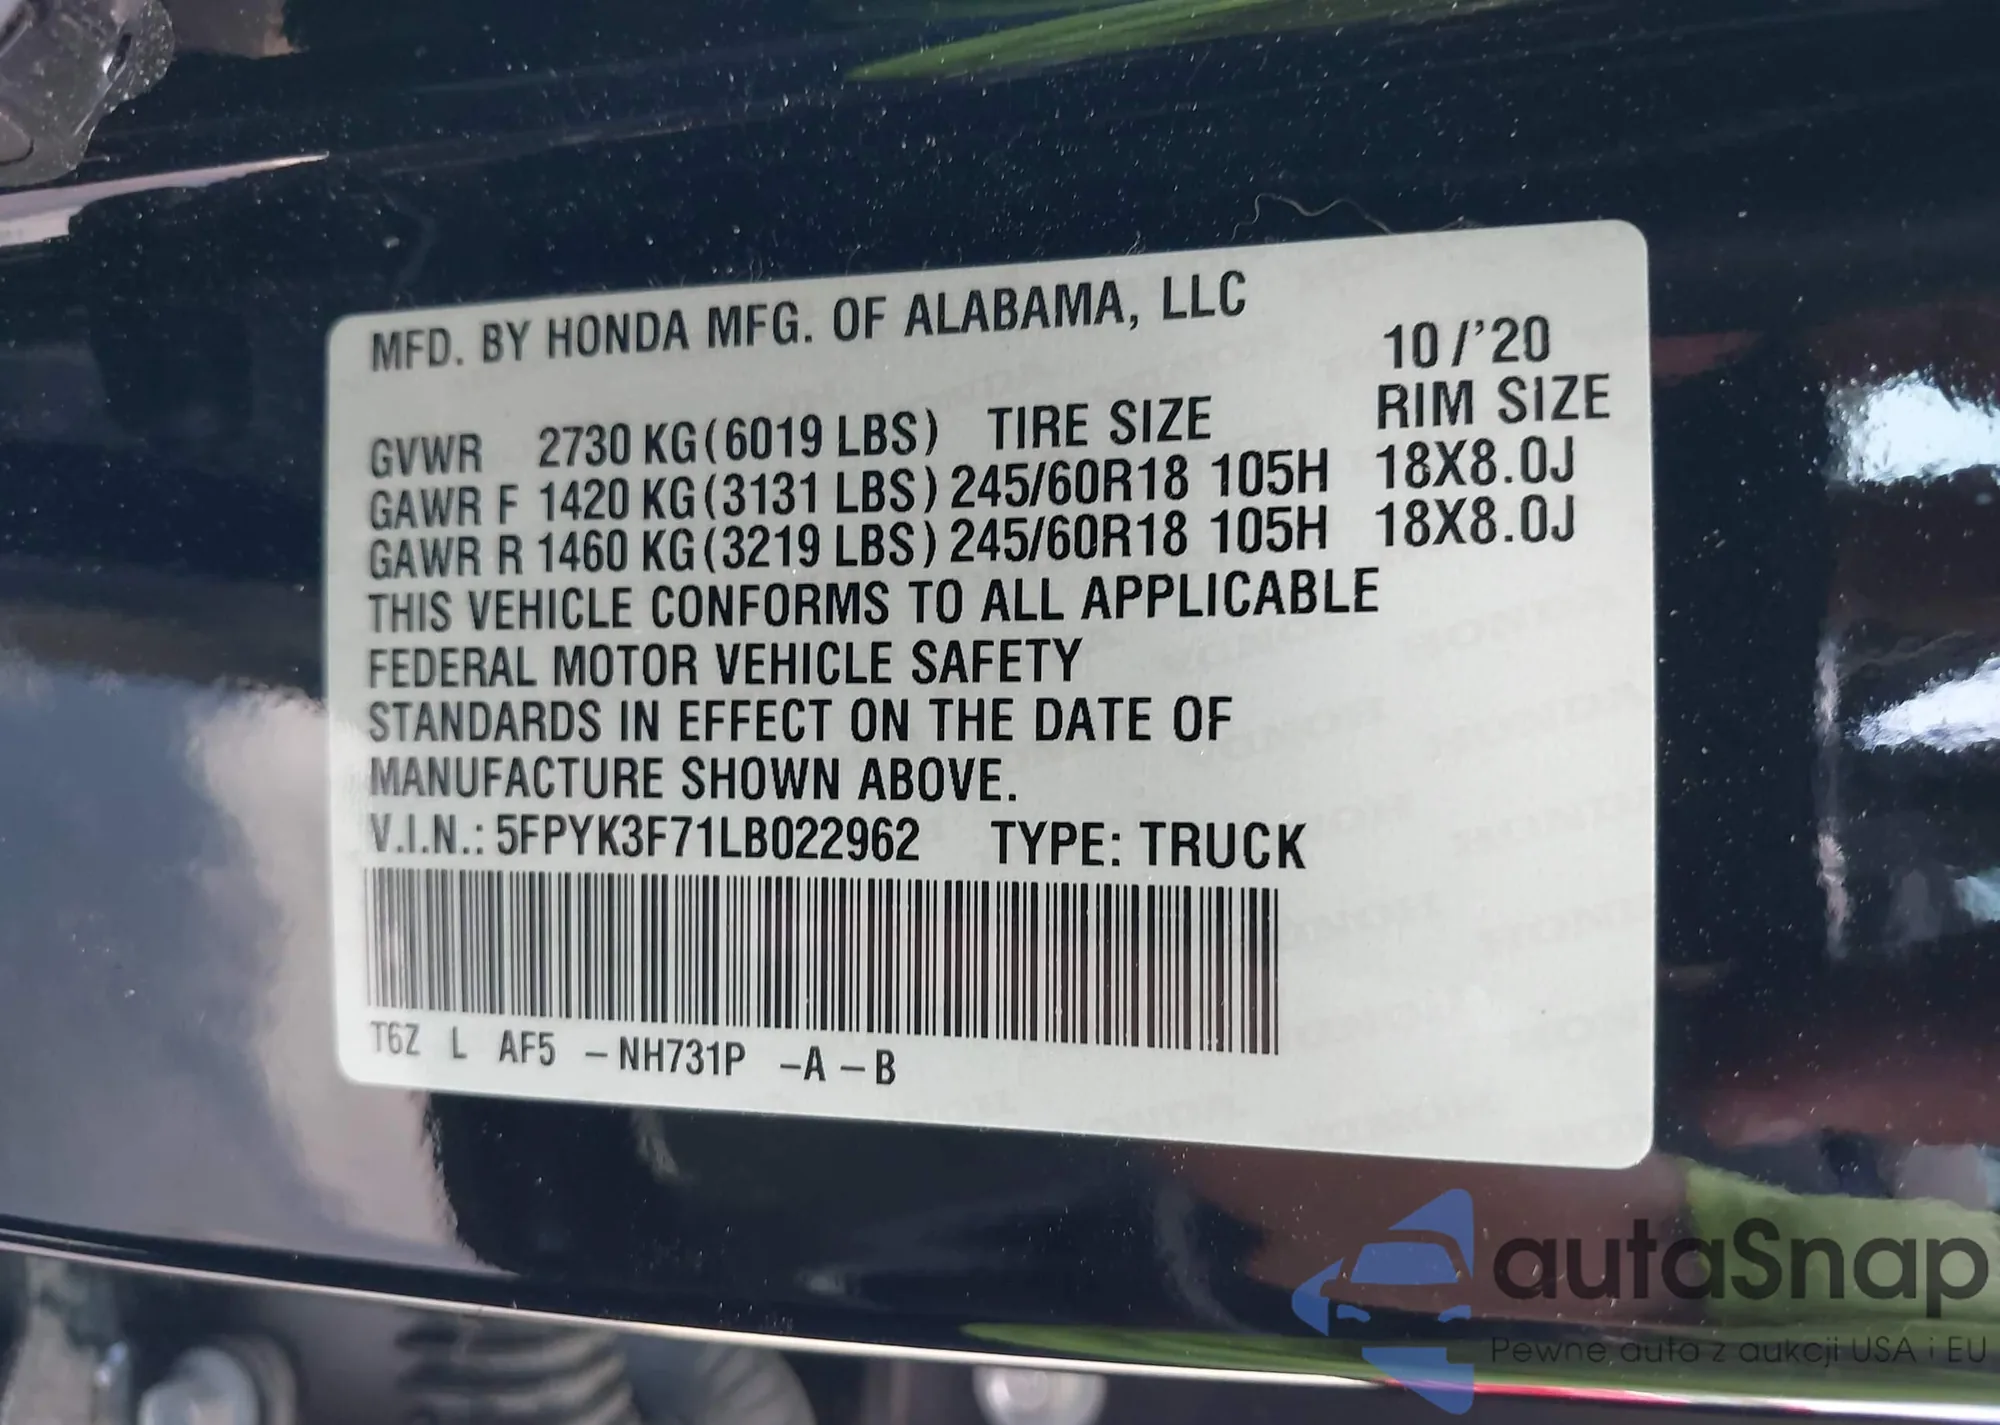 MFD. BY HONDA MFG. OF ALABAMA, LLC
10/'20
GVWR 2730 KG(6019 LBS) TIRE SIZE RIM SIZE
GAWR F 1420 KG(3131 LBS) 245/60R18 105H 18X8.0J
GAWR R 1460 KG(3219 LBS) 245/60R18 105H 18X8.0J
THIS VEHICLE CONFORMS TO ALL APPLICABLE
FEDERAL MOTOR VEHICLE SAFETY
STANDARDS IN EFFECT ON THE DATE OF
MANUFACTURE SHOWN ABOVE.
V.I.N.: 5FPYK3F71LB022962 TYPE: TRUCK
T6Z L AF5 -NH731P -A-B
autaSnap
Pewne auto z aukcji USA i EU